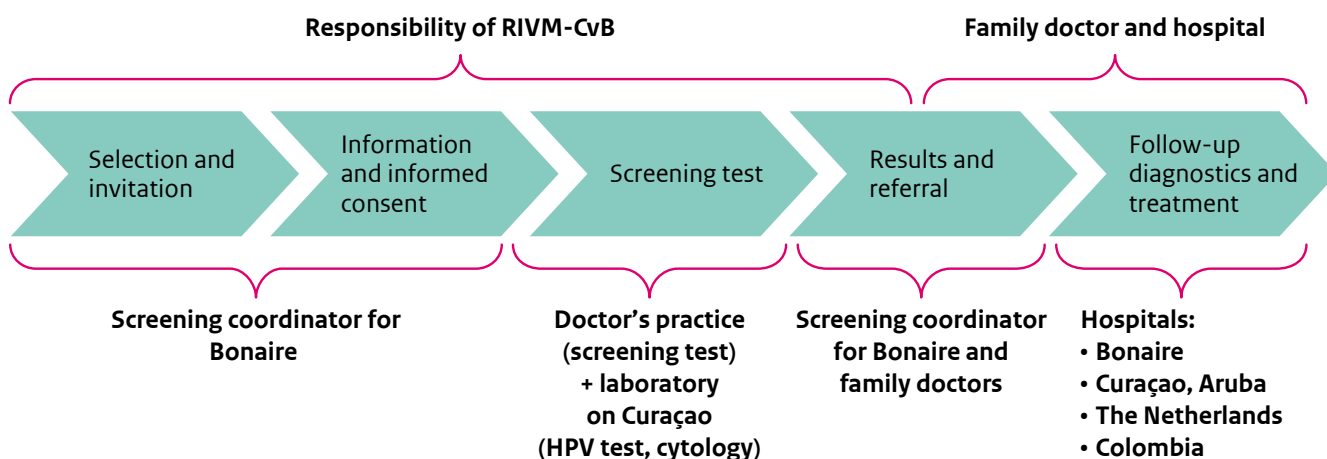 Responsibility of RIVM-CvB
Family doctor and hospital
Selection and
invitation
Information
and informed
consent
Screening test
Results and
referral
Follow-up
diagnostics and
treatment
Screening coordinator for
Bonaire
Doctor’s practice
(screening test)
+ laboratory
on Curaçao
(HPV test, cytology)
Screening coordinator
for Bonaire and
family doctors
Hospitals:
• Bonaire
• Curaçao, Aruba
• The Netherlands
• Colombia